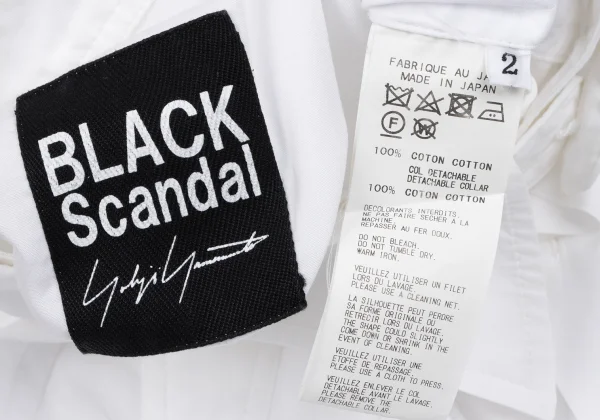 BLACK
Scandal
Yohji Yamamoto
2
FABRIQUE AU JA
MADE IN JAPAN
F
W
100% COTON COTTON
COL DETACHABLE
DETACHABLE COLLAR
100% COTON COTTON
DECOLORANTS INTERDITS.
NE PAS FAIRE SECHER A LA
MACHINE.
REPASSER AU FER DOUX.
DO NOT BLEACH.
DO NOT TUMBLE DRY.
WARM IRON.
VEUILLEZ UTILISER UN FILET
LORS DU LAVAGE.
PLEASE USE A CLEANING NET.
LA SILHOUETTE PEUT PERDRE
SA FORME ORIGINALE OU
RETRECIR LORS DU LAVAGE.
THE SHAPE COULD SLIGHTLY
COME DOWN OR SHRINK IN THE
EVENT OF CLEANING.
VEUILLEZ UTILISER UNE
ETOFFE DE REPASSAGE.
PLEASE USE A CLOTH TO PRESS.
VEUILLEZ ENLEVER LE COL
DETACHABLE AVANT LE LAVAGE.
PLEASE REMOVE THE
DETACHABLE COLLAR